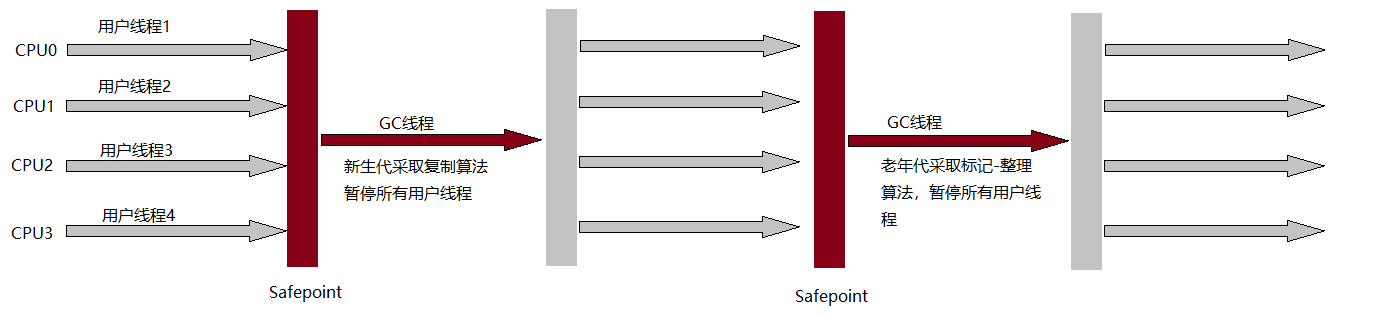 用户线程1
CPU0
用户线程2
CPU1
用户线程3
CPU2
用户线程4
CPU3
Safepoint
GC线程
新生代采取复制算法
暂停所有用户线程
Safepoint
GC线程
老年代采取标记-整理
算法，暂停所有用户线
程